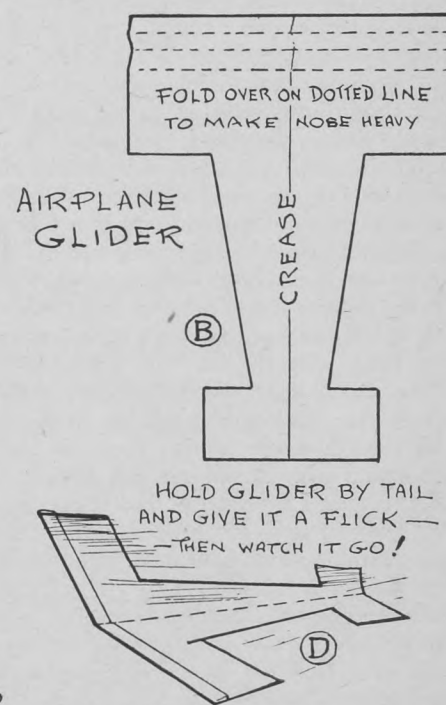 FOLD OVER ON DOTTED LINE
TO MAKE NOSE HEAVY
CREASE
AIRPLANE
GLIDER
B
HOLD GLIDER BY TAIL
AND GIVE IT A FLICK —
— THEN WATCH IT GO!
D